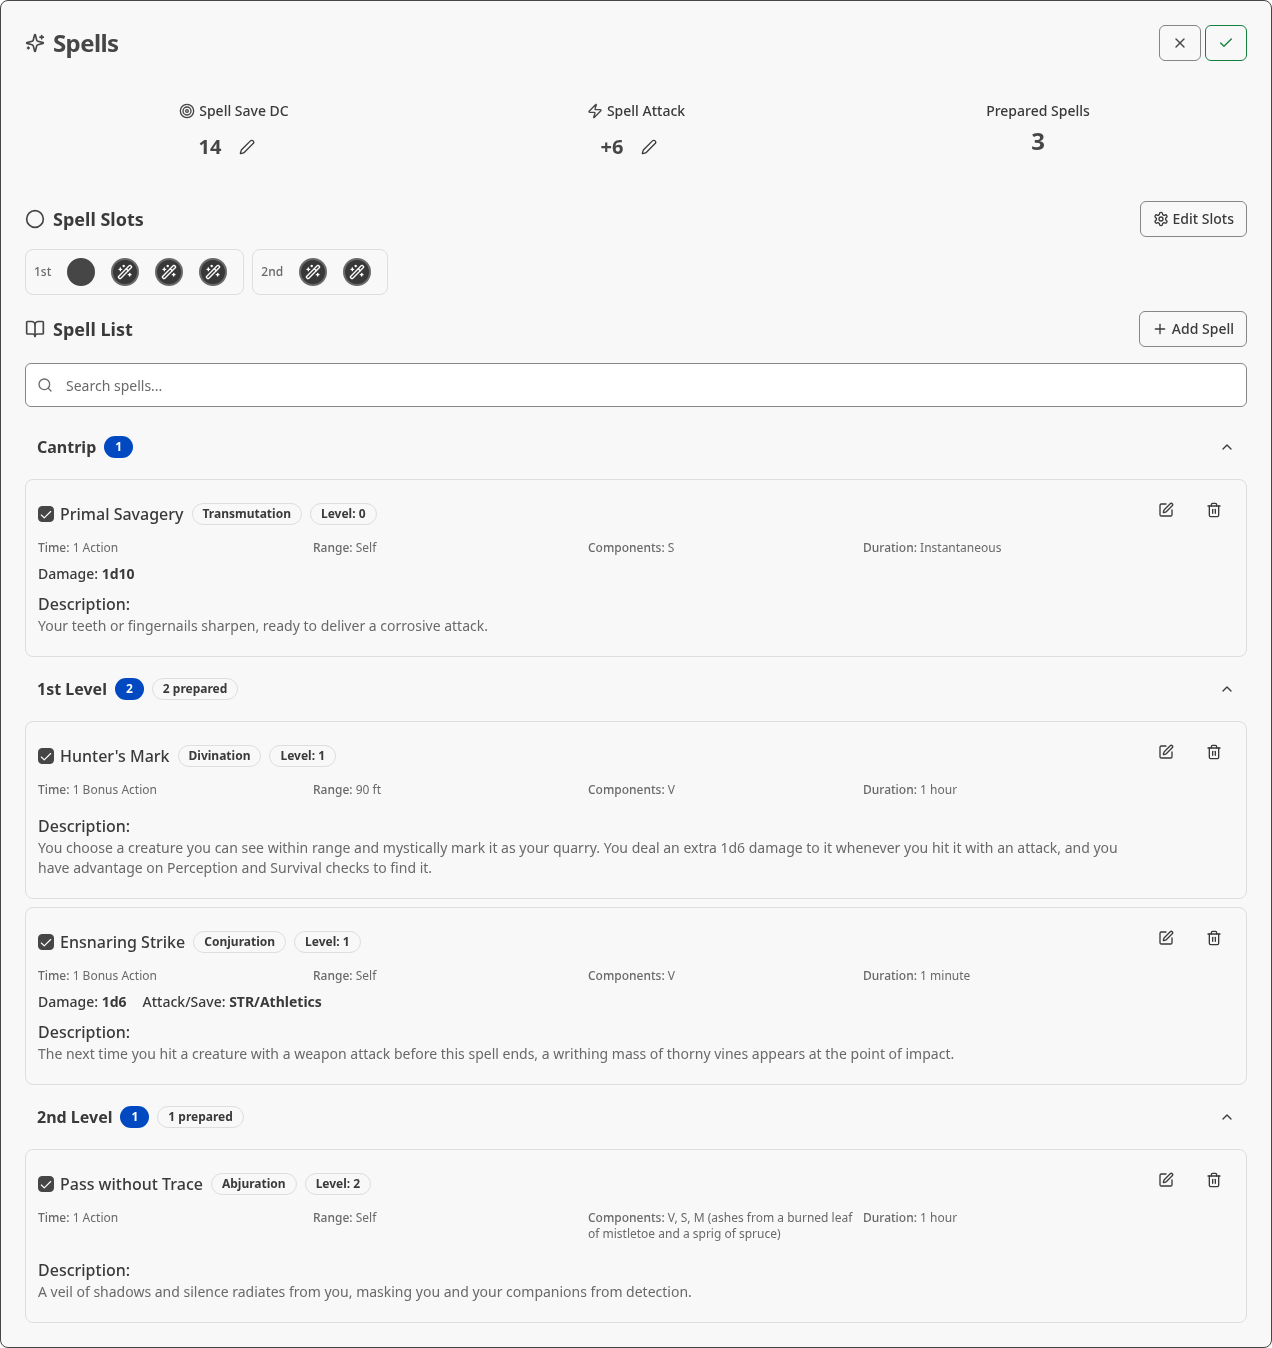 Spells
Spell Save DC
14
Spell Attack
+6
Prepared Spells
3
Spell Slots
Edit Slots
1st
2nd
Spell List
Add Spell
Search spells...
Cantrip 1
Primal Savagery Transmutation Level: 0
Time: 1 Action Range: Self Components: S Duration: Instantaneous
Damage: 1d10
Description:
Your teeth or fingernails sharpen, ready to deliver a corrosive attack.
1st Level 2 2 prepared
Hunter's Mark Divination Level: 1
Time: 1 Bonus Action Range: 90 ft Components: V Duration: 1 hour
Description:
You choose a creature you can see within range and mystically mark it as your quarry. You deal an extra 1d6 damage to it whenever you hit it with an attack, and you
have advantage on Perception and Survival checks to find it.
Ensnaring Strike Conjuration Level: 1
Time: 1 Bonus Action Range: Self Components: V Duration: 1 minute
Damage: 1d6 Attack/Save: STR/Athletics
Description:
The next time you hit a creature with a weapon attack before this spell ends, a writhing mass of thorny vines appears at the point of impact.
2nd Level 1 1 prepared
Pass without Trace Abjuration Level: 2
Time: 1 Action Range: Self Components: V, S, M (ashes from a burned leaf Duration: 1 hour
of mistletoe and a sprig of spruce)
Description:
A veil of shadows and silence radiates from you, masking you and your companions from detection.